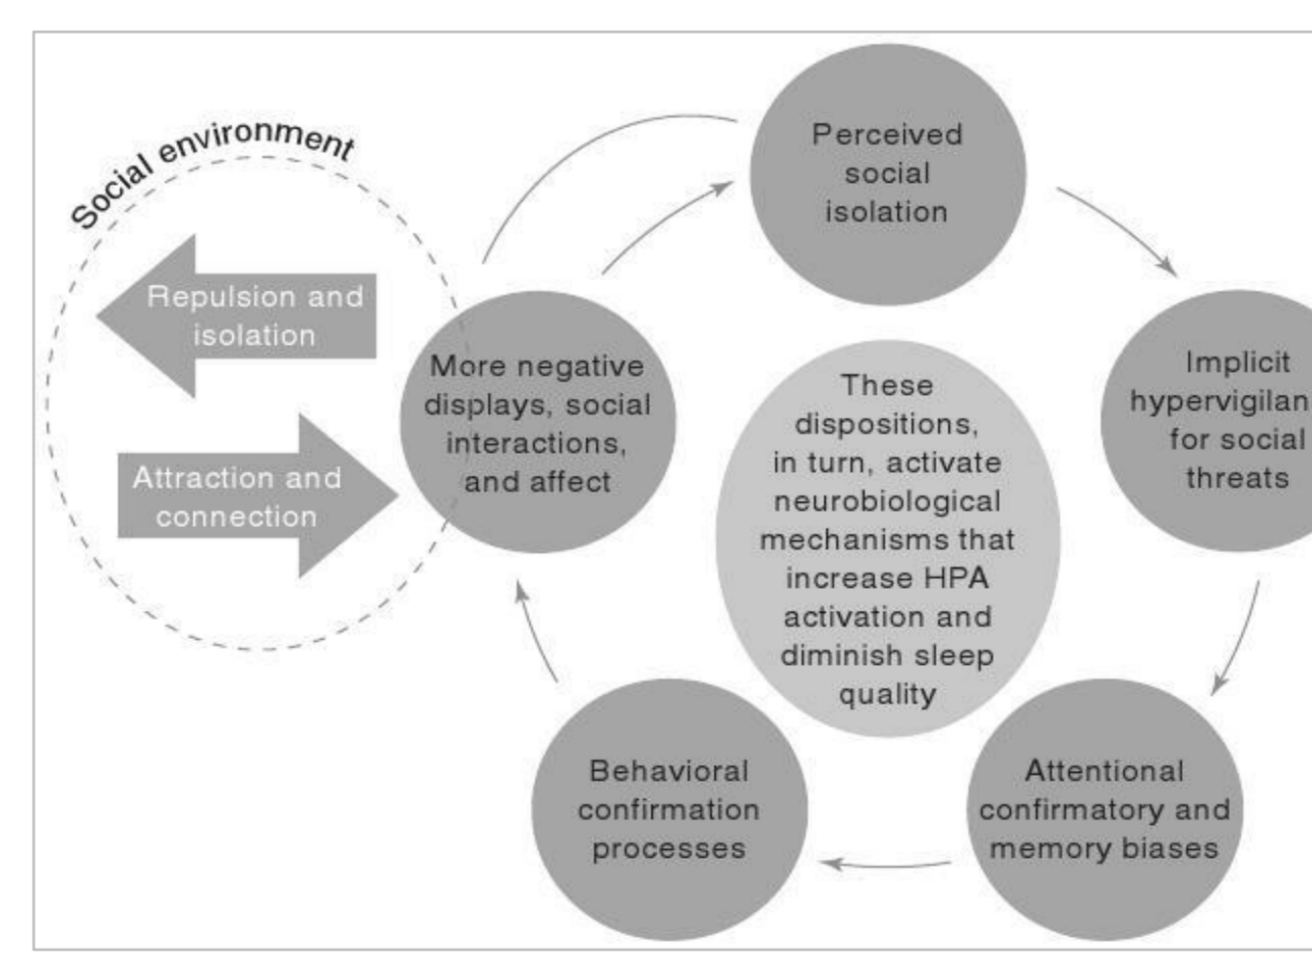 Social environment
Repulsion and
isolation
Attraction and
connection
More negative
displays, social
interactions,
and affect
Perceived
social
isolation
Implicit
hypervigilan
for social
threats
Attentional
confirmatory and
memory biases
Behavioral
confirmation
processes
These
dispositions,
in turn, activate
neurobiological
mechanisms that
increase HPA
activation and
diminish sleep
quality